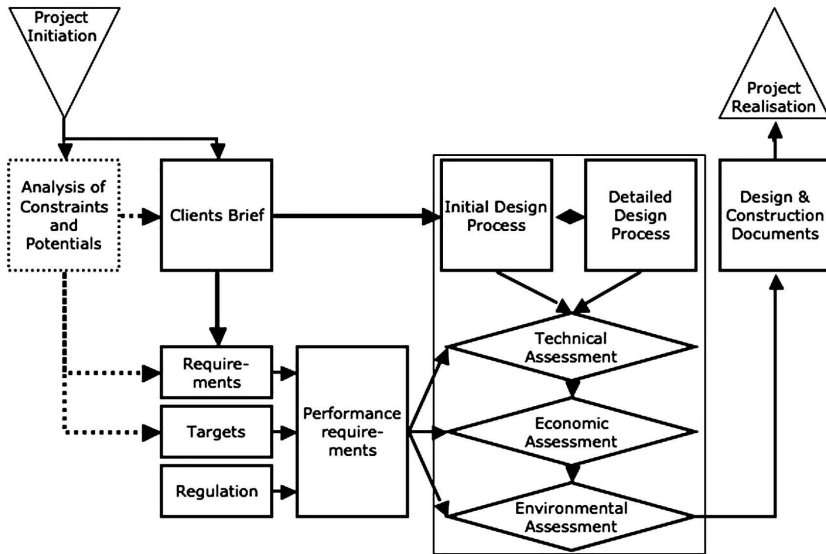 Project
Initiation
Project
Realisation
Analysis of
Constraints
and
Potentials
Clients Brief
Initial Design
Process
Detailed
Design
Process
Design &
Construction
Documents
Require-
ments
Targets
Regulation
Performance
require-
ments
Technical
Assessment
Economic
Assessment
Environmental
Assessment